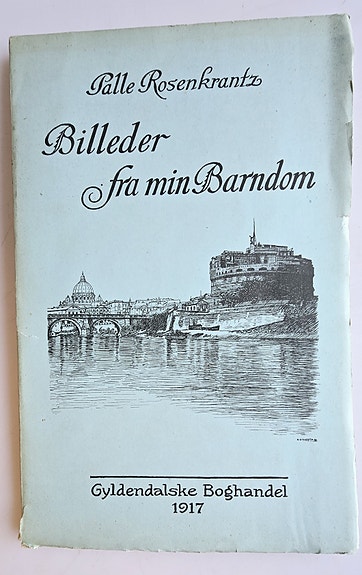 Palle Rosenkrantz
Billeder
fra min Barndom
Gyldendalske Boghandel
1917